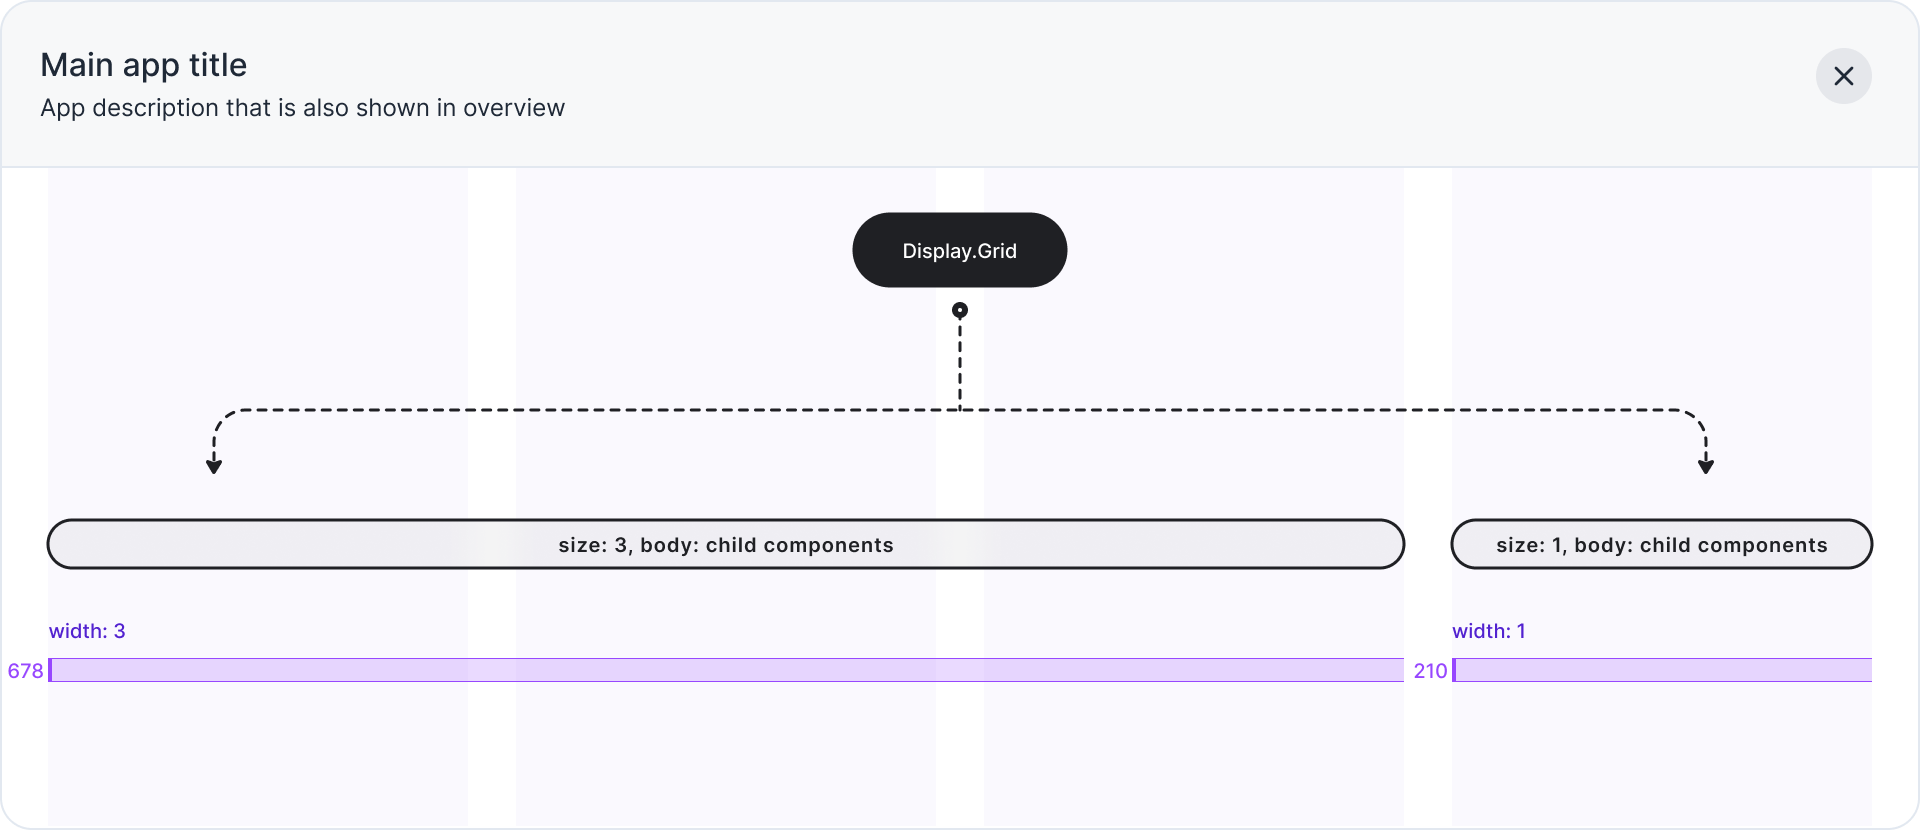 Main app title
App description that is also shown in overview
Display.Grid
size: 3, body: child components
size: 1, body: child components
width: 3
width: 1
678
210